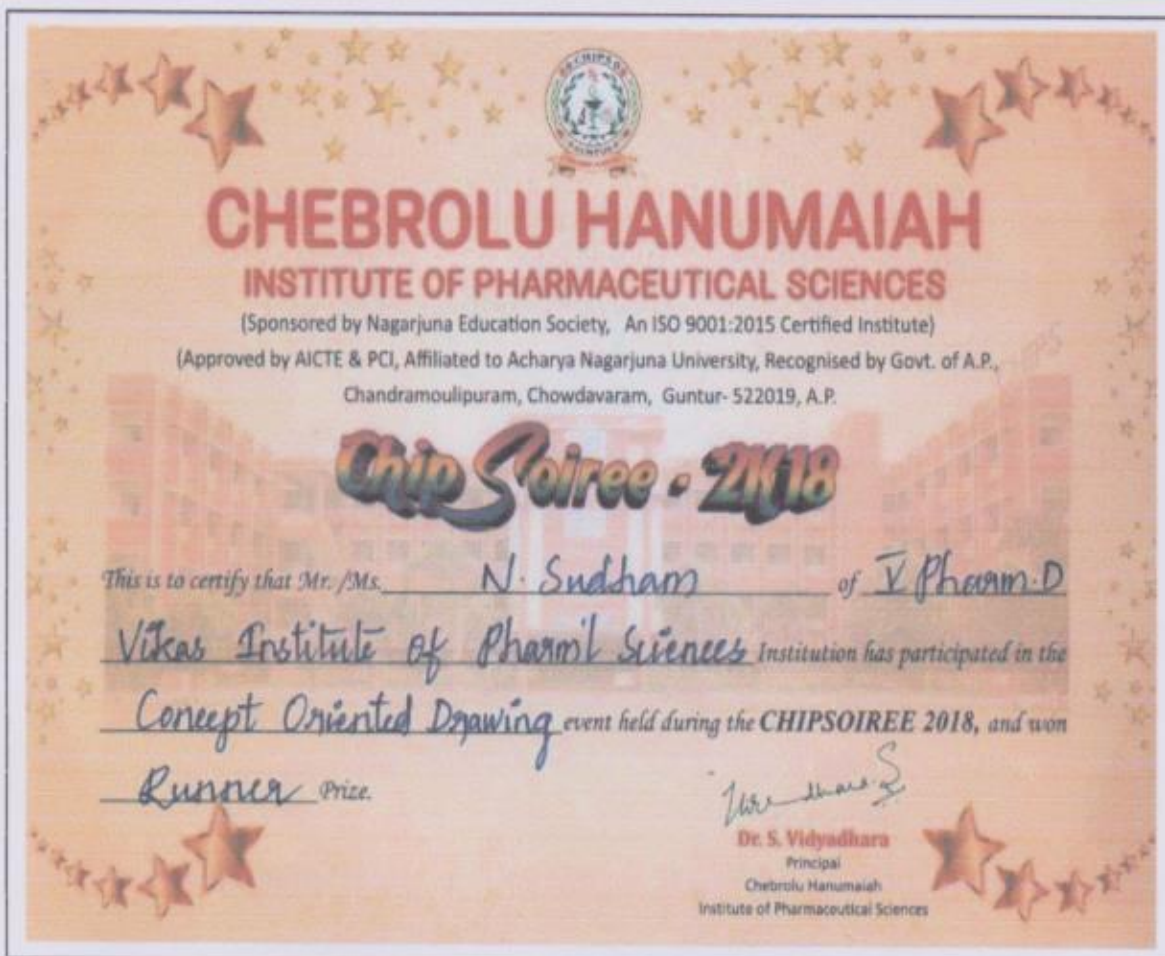 CHIPS
CHEBROLU HANUMAIAH
INSTITUTE OF PHARMACEUTICAL SCIENCES
(Sponsored by Nagarjuna Education Society, An ISO 9001:2015 Certified Institute)
(Approved by AICTE & PCI, Affiliated to Acharya Nagarjuna University, Recognised by Govt. of A.P.,
Chandramoulipuram, Chowdavaram, Guntur- 522019, A.P.
Chip Soiree - 2K18
This is to certify that Mr. /Ms. N. Sudham of V Pharm.D
Vikas Institute of Pharm'l Sciences Institution has participated in the
Concept Oriented Drawing event held during the CHIPSOIREE 2018, and won
Runner Prize.
Dr. S. Vidyadhara
Principal
Chebrolu Hanumaiah
Institute of Pharmaceutical Sciences